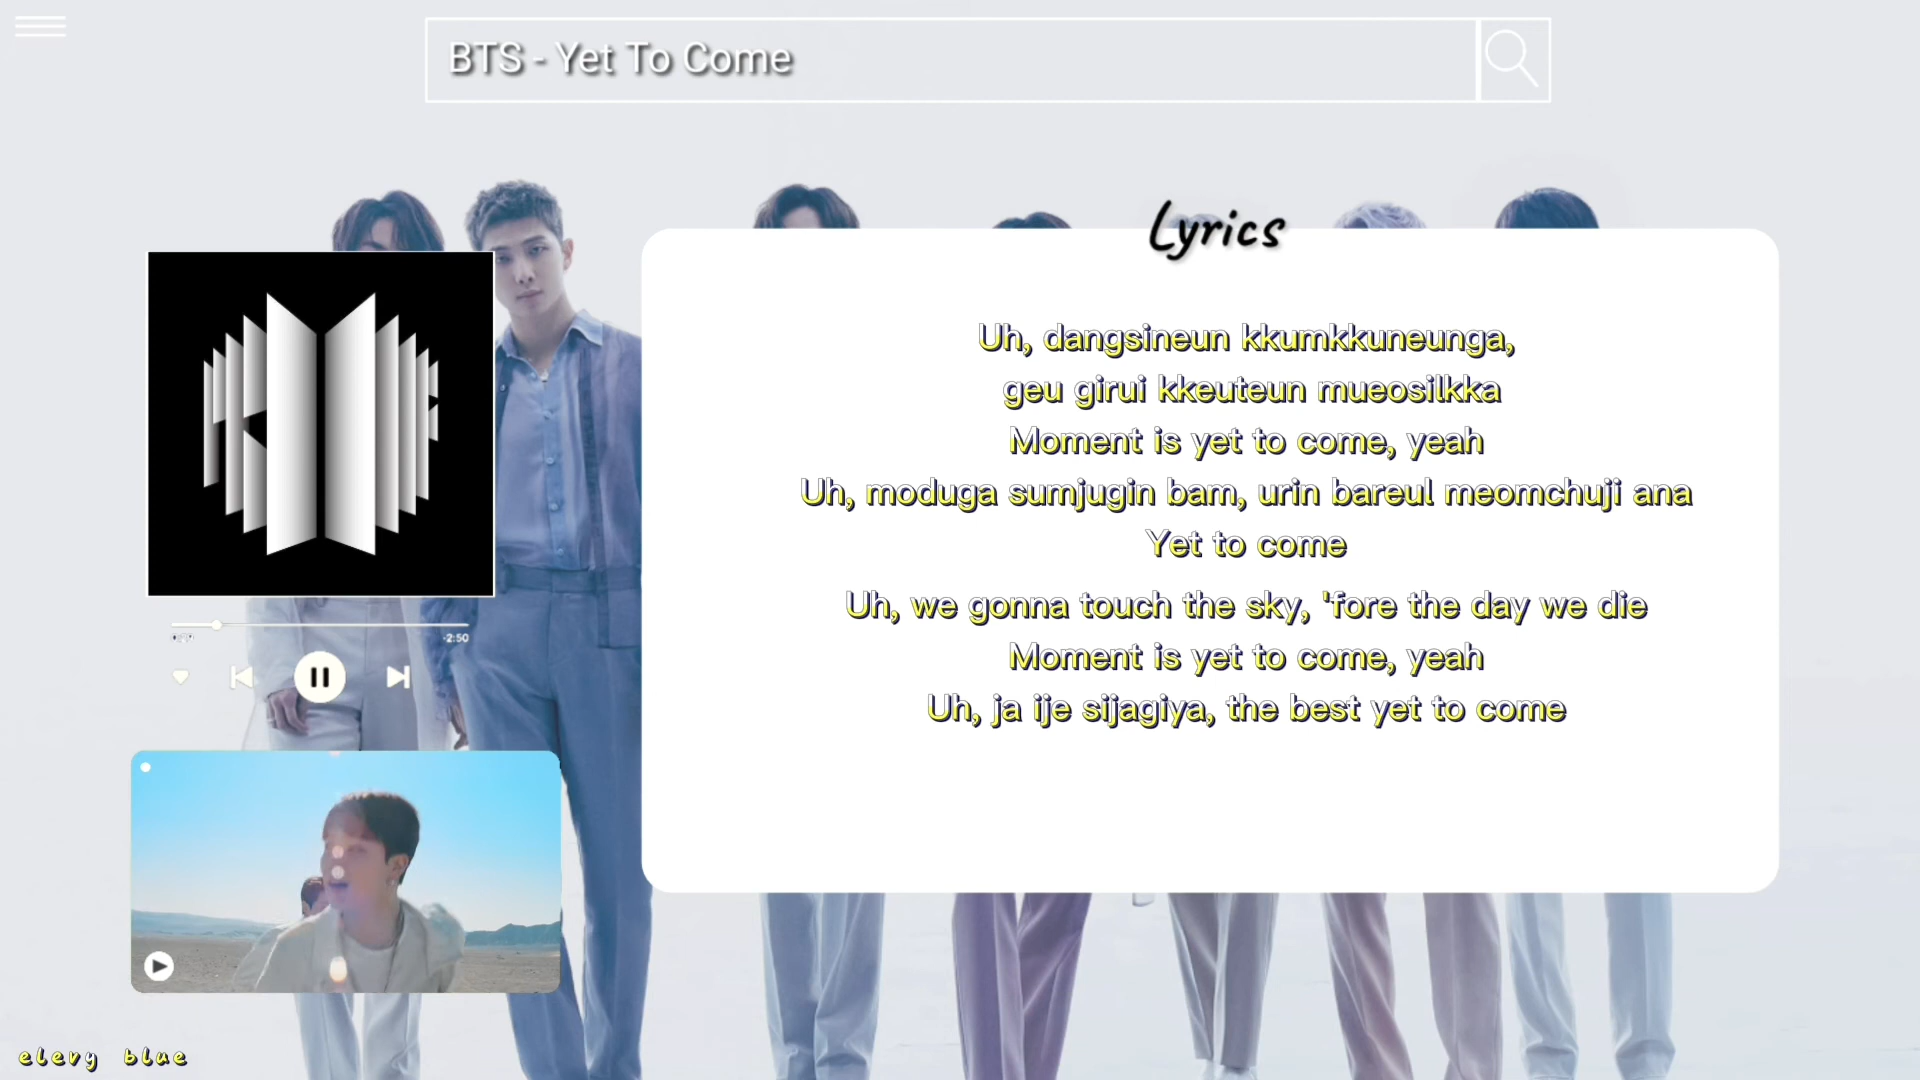 BTS - Yet To Come
Lyrics
Uh, dangsineun kkumkkuneunga,
geu girui kkeuteun mueosilkka
Moment is yet to come, yeah
Uh, moduga sumjugin bam, urin bareul meomchuji ana
Yet to come
Uh, we gonna touch the sky, 'fore the day we die
Moment is yet to come, yeah
Uh, ja ije sijagiya, the best yet to come
-2:50
elevy blue